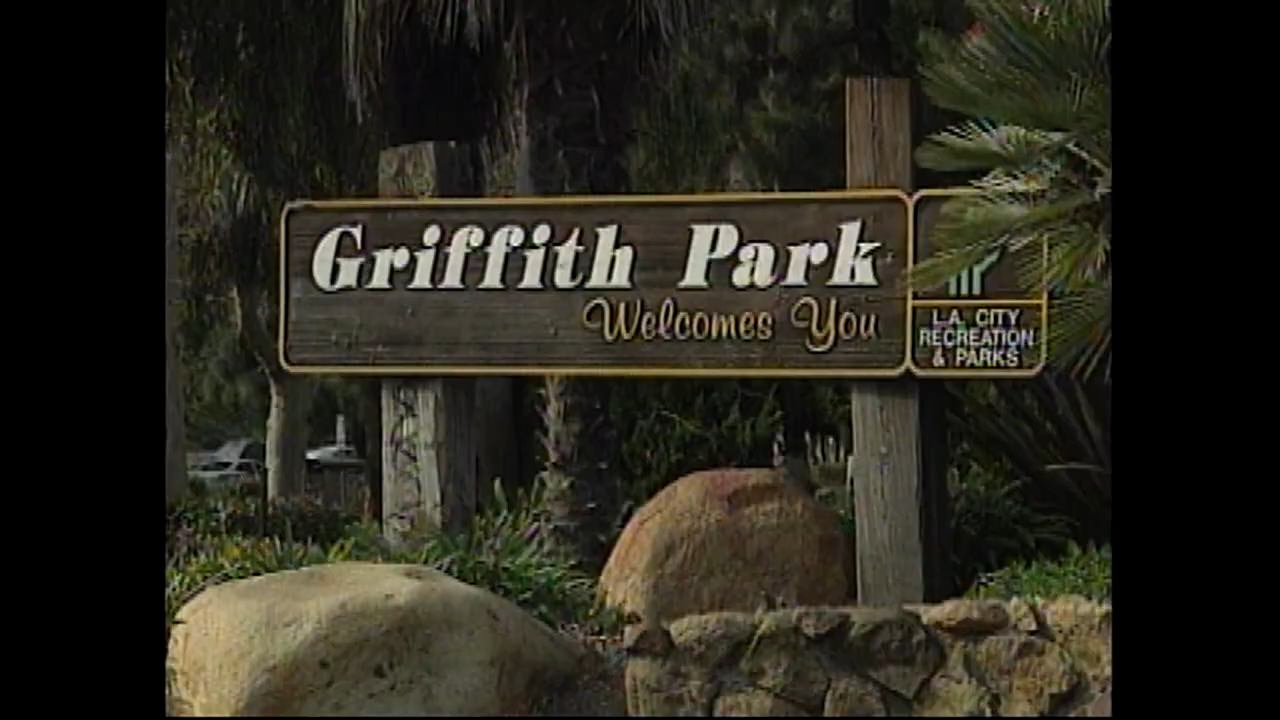 Griffith Park
Welcomes You
L.A. CITY
RECREATION
& PARKS